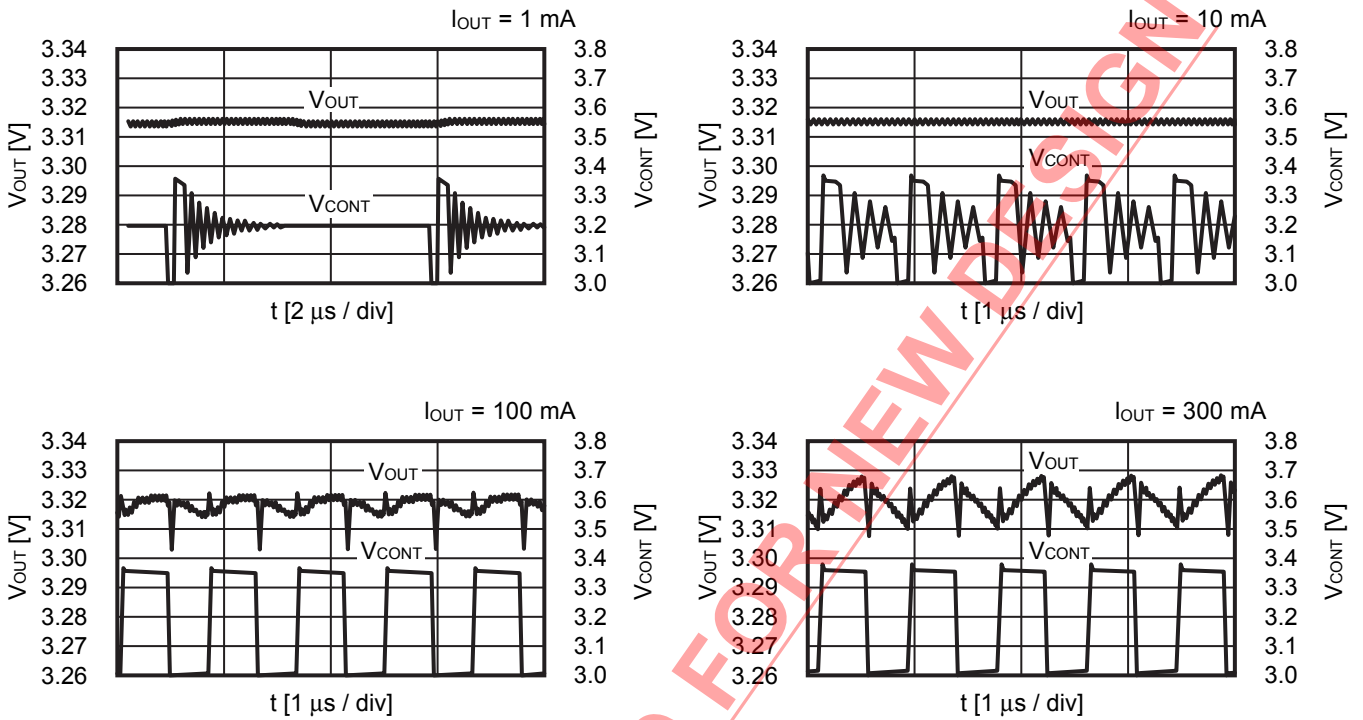 IOUT = 1 mA
3.34
3.33
3.32
3.31
3.30
3.29
3.28
3.27
3.26
VOUT [V]
VOUT
VCONT
3.8
3.7
3.6
3.5
3.4
3.3
3.2
3.1
3.0
VCONT [V]
t [2 μs / div]
IOUT = 10 mA
3.34
3.33
3.32
3.31
3.30
3.29
3.28
3.27
3.26
VOUT [V]
VOUT
VCONT
3.8
3.7
3.6
3.5
3.4
3.3
3.2
3.1
3.0
VCONT [V]
t [1 μs / div]
IOUT = 100 mA
3.34
3.33
3.32
3.31
3.30
3.29
3.28
3.27
3.26
VOUT [V]
VOUT
VCONT
3.8
3.7
3.6
3.5
3.4
3.3
3.2
3.1
3.0
VCONT [V]
t [1 μs / div]
IOUT = 300 mA
3.34
3.33
3.32
3.31
3.30
3.29
3.28
3.27
3.26
VOUT [V]
VOUT
VCONT
3.8
3.7
3.6
3.5
3.4
3.3
3.2
3.1
3.0
VCONT [V]
t [1 μs / div]
FOR NEW DESIGN